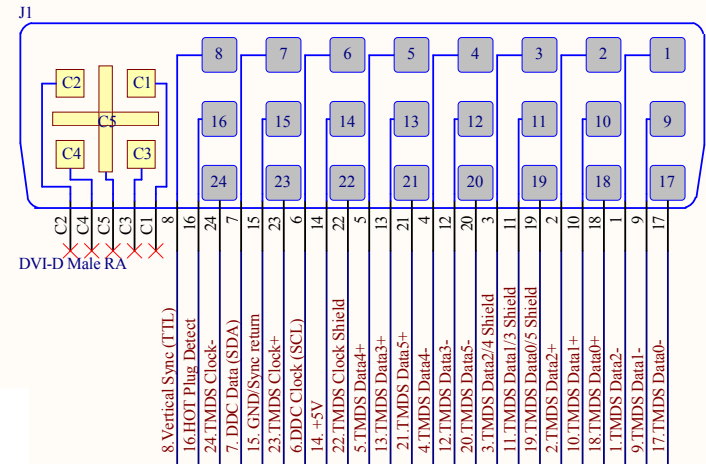 J1
8 7 6 5 4 3 2 1
C2 C1
C5
16 15 14 13 12 11 10 9
C4 C3
24 23 22 21 20 19 18 17
C2 C4 C5 C3 C1 8 16 24 7 15 23 6 14 22 5 13 21 4 12 20 3 11 19 2 10 18 1 9 17
DVI-D Male RA
8.Vertical Sync (TTL)
16.HOT Plug Detect
24.TMDS Clock-
7. DDC Data (SDA)
15. GND/Sync return
23.TMDS Clock+
6.DDC Clock (SCL)
14. +5V
22.TMDS Clock Shield
5.TMDS Data4+
13.TMDS Data3+
21.TMDS Data5+
4.TMDS Data4-
12.TMDS Data3-
20.TMDS Data5-
3.TMDS Data2/4 Shield
11.TMDS Data1/3 Shield
19.TMDS Data0/5 Shield
2.TMDS Data2+
10.TMDS Data1+
18.TMDS Data0+
1.TMDS Data2-
9.TMDS Data1-
17.TMDS Data0-